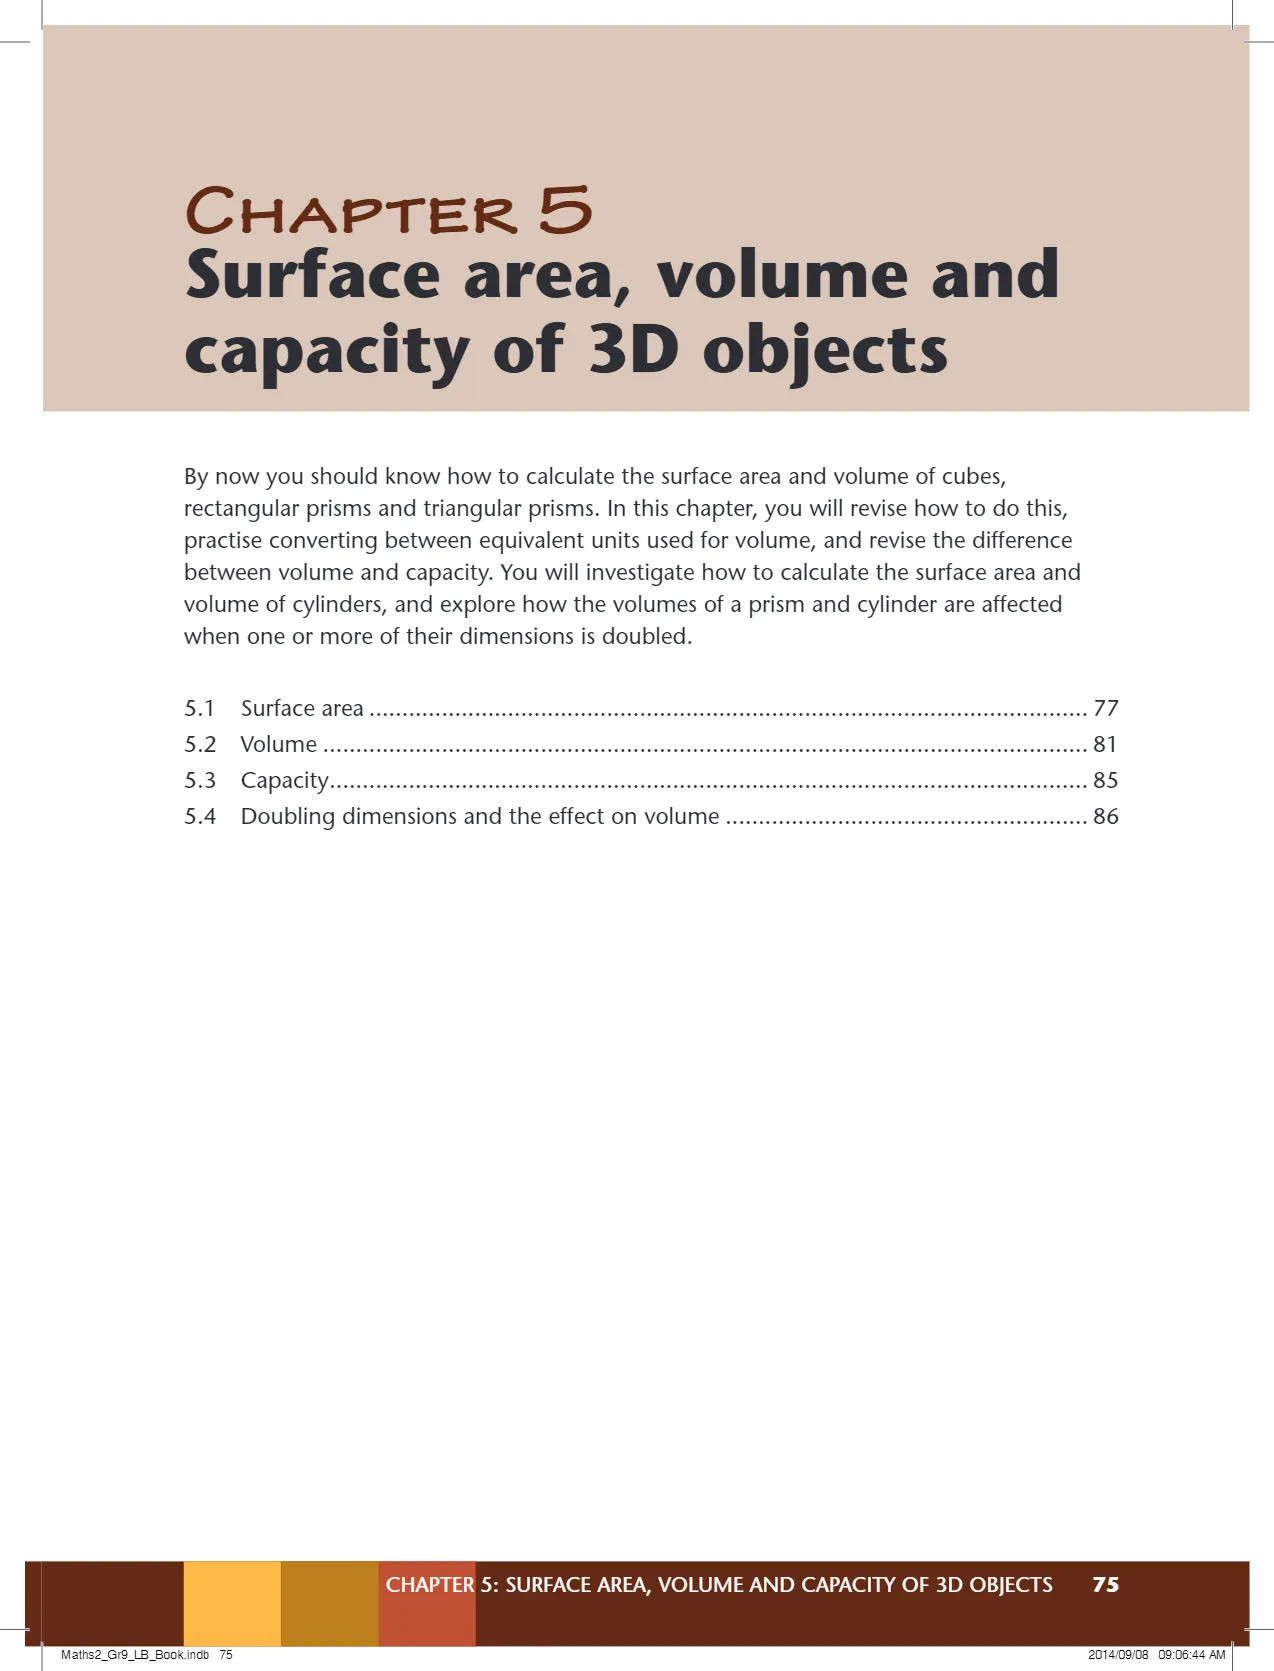 Chapter 5
Surface area, volume and
capacity of 3D objects
By now you should know how to calculate the surface area and volume of cubes,
rectangular prisms and triangular prisms. In this chapter, you will revise how to do this,
practise converting between equivalent units used for volume, and revise the difference
between volume and capacity. You will investigate how to calculate the surface area and
volume of cylinders, and explore how the volumes of a prism and cylinder are affected
when one or more of their dimensions is doubled.
5.1 Surface area ............................................................................................................ 77
5.2 Volume ................................................................................................................... 81
5.3 Capacity.................................................................................................................. 85
5.4 Doubling dimensions and the effect on volume ....................................................... 86
CHAPTER 5: SURFACE AREA, VOLUME AND CAPACITY OF 3D OBJECTS 75
Maths2_Gr9_LB_Book.indb 75 2014/09/08 09:06:44 AM